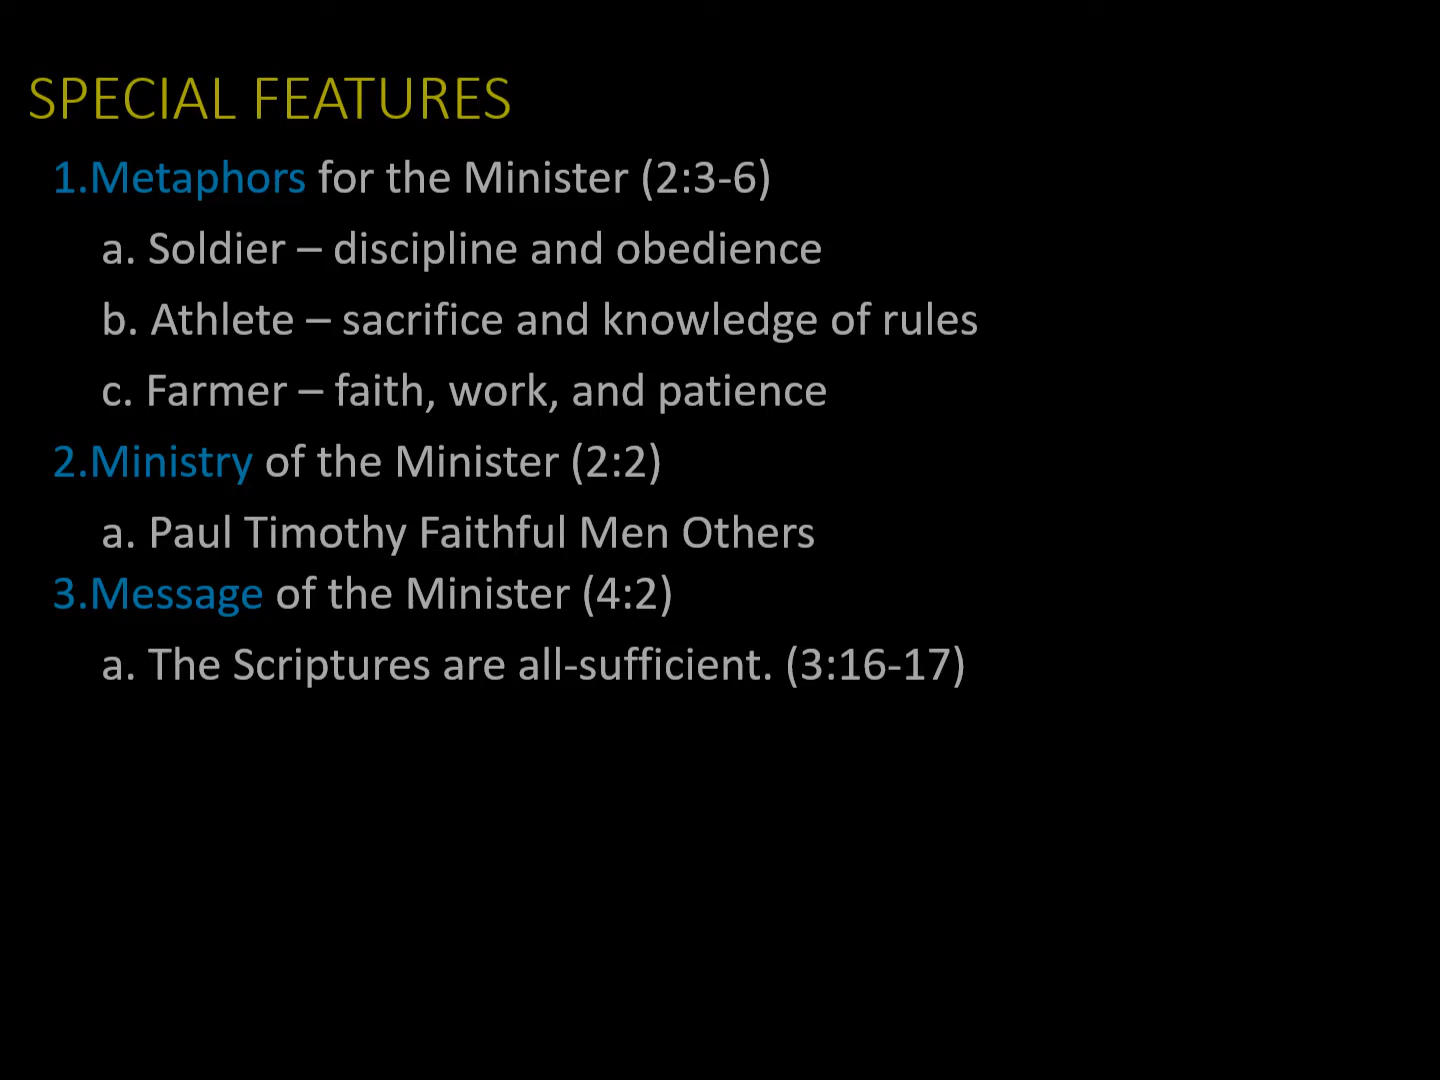 SPECIAL FEATURES
1.Metaphors for the Minister (2:3-6)
a. Soldier – discipline and obedience
b. Athlete – sacrifice and knowledge of rules
c. Farmer – faith, work, and patience
2.Ministry of the Minister (2:2)
a. Paul Timothy Faithful Men Others
3.Message of the Minister (4:2)
a. The Scriptures are all-sufficient. (3:16-17)